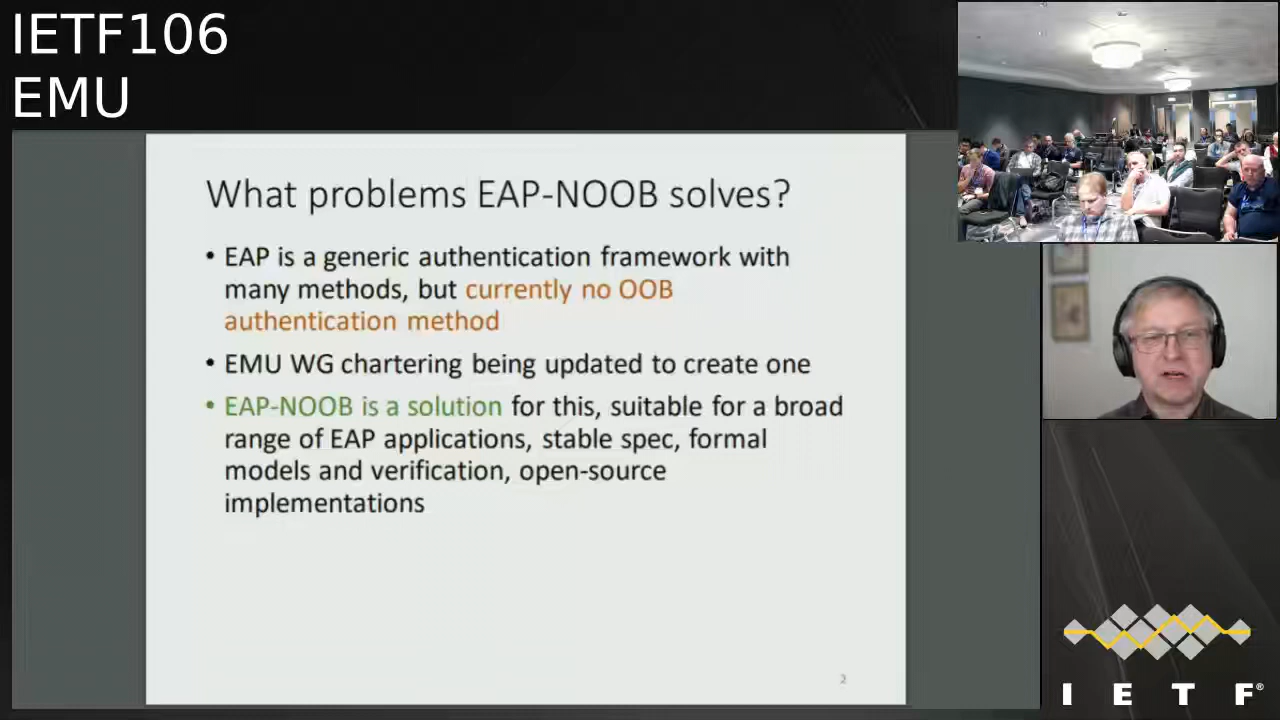 IETF106
EMU
What problems EAP-NOOB solves?
• EAP is a generic authentication framework with
many methods, but currently no OOB
authentication method
• EMU WG chartering being updated to create one
• EAP-NOOB is a solution for this, suitable for a broad
range of EAP applications, stable spec, formal
models and verification, open-source
implementations
2
I E T F®